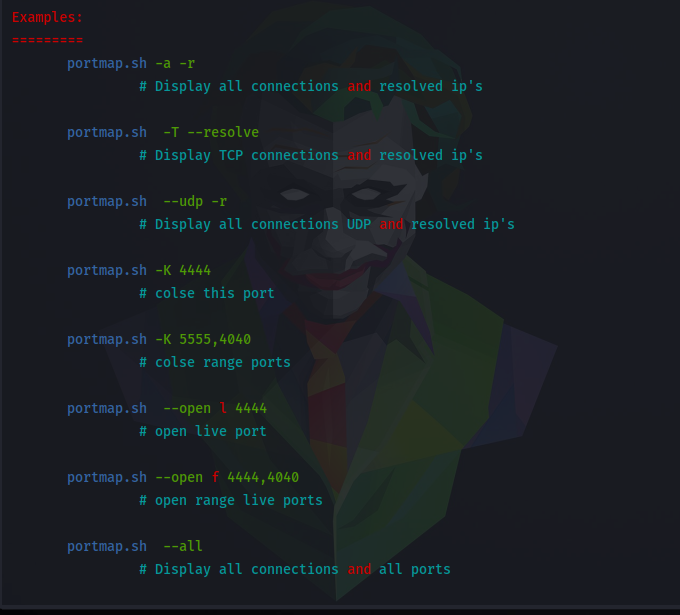 Examples:
=========
portmap.sh -a -r
# Display all connections and resolved ip's
portmap.sh -T --resolve
# Display TCP connections and resolved ip's
portmap.sh --udp -r
# Display all connections UDP and resolved ip's
portmap.sh -K 4444
# colse this port
portmap.sh -K 5555,4040
# colse range ports
portmap.sh --open l 4444
# open live port
portmap.sh --open f 4444,4040
# open range live ports
portmap.sh --all
# Display all connections and all ports